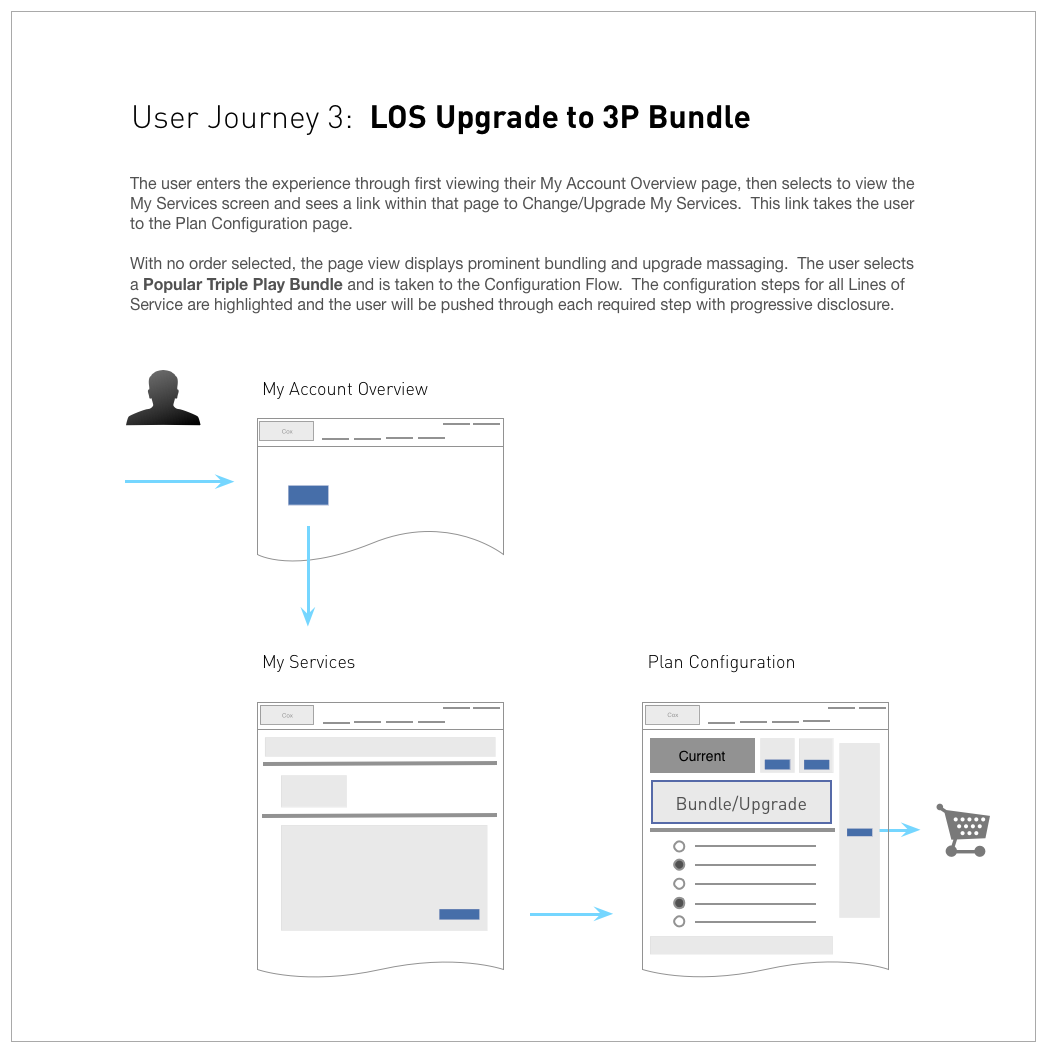 User Journey 3: LOS Upgrade to 3P Bundle
The user enters the experience through first viewing their My Account Overview page, then selects to view the
My Services screen and sees a link within that page to Change/Upgrade My Services. This link takes the user
to the Plan Configuration page.
With no order selected, the page view displays prominent bundling and upgrade massaging. The user selects
a Popular Triple Play Bundle and is taken to the Configuration Flow. The configuration steps for all Lines of
Service are highlighted and the user will be pushed through each required step with progressive disclosure.
My Account Overview
Cox
My Services
Plan Configuration
Cox
Cox
Current
Bundle/Upgrade